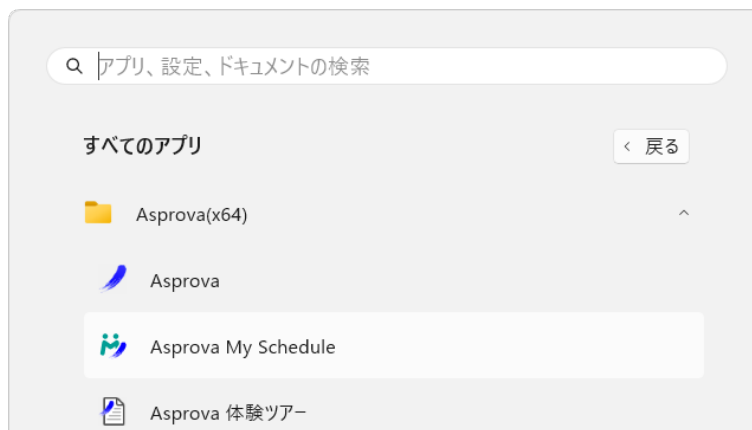 アプリ、設定、ドキュメントの検索
すべてのアプリ
戻る
Asprova(x64)
Asprova
Asprova My Schedule
Asprova 体験ツアー